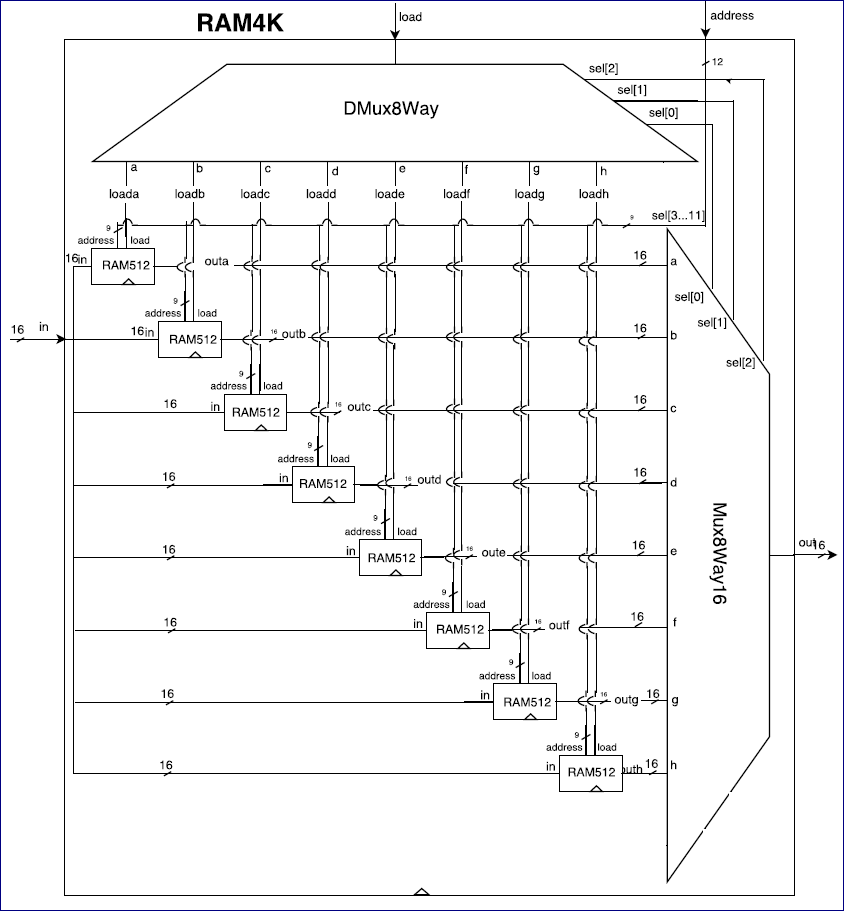 RAM4K
load
address
12
sel[2]
sel[1]
sel[0]
DMux8Way
a b c d e f g h
loada loadb loadc loadd loade loadf loadg loadh
sel[3...11]
9
9
address load
16in RAM512 outa 16 a
sel[0]
9
address load
sel[1]
16 in 16in RAM512 16 outb 16 b
sel[2]
9
address load
16 in RAM512 16 outc 16 c
9
address load
16 in RAM512 16 outd 16 d
Mux8Way16
9
address load
16 in RAM512 16 oute 16 e
out 16
9
address load
16 in RAM512 16 outf 16 f
9
address load
16 in RAM512 16 outg 16 g
9
address load
16 in RAM512 outh 16 h